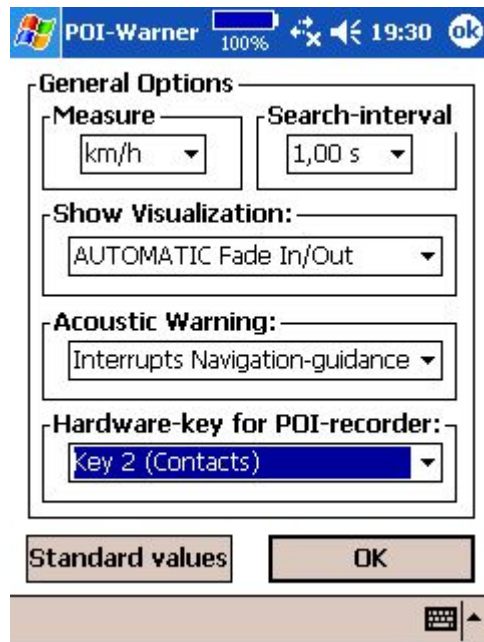 POI-Warner 100% 19:30 ok
General Options
Measure Search-interval
km/h 1,00 s
Show Visualization:
AUTOMATIC Fade In/Out
Acoustic Warning:
Interrupts Navigation-guidance
Hardware-key for POI-recorder:
Key 2 (Contacts)
Standard values OK